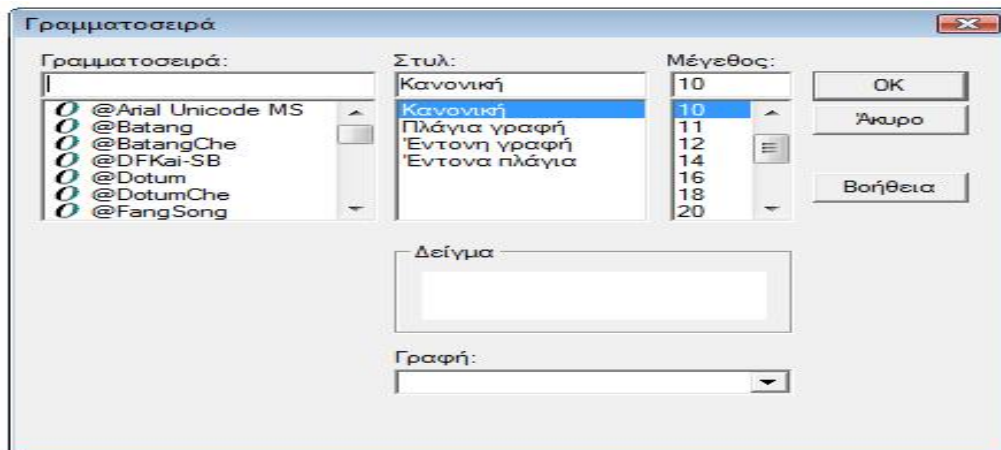 Γραμματοσειρά
Γραμματοσειρά:
@Arial Unicode MS
@Batang
@BatangChe
@DFKai-SB
@Dotum
@DotumChe
@FangSong
Στυλ:
Κανονική
Κανονική
Πλάγια γραφή
Έντονη γραφή
Έντονα πλάγια
Μέγεθος:
10
10
11
12
14
16
18
20
OK
Άκυρο
Βοήθεια
Δείγμα
Γραφή: